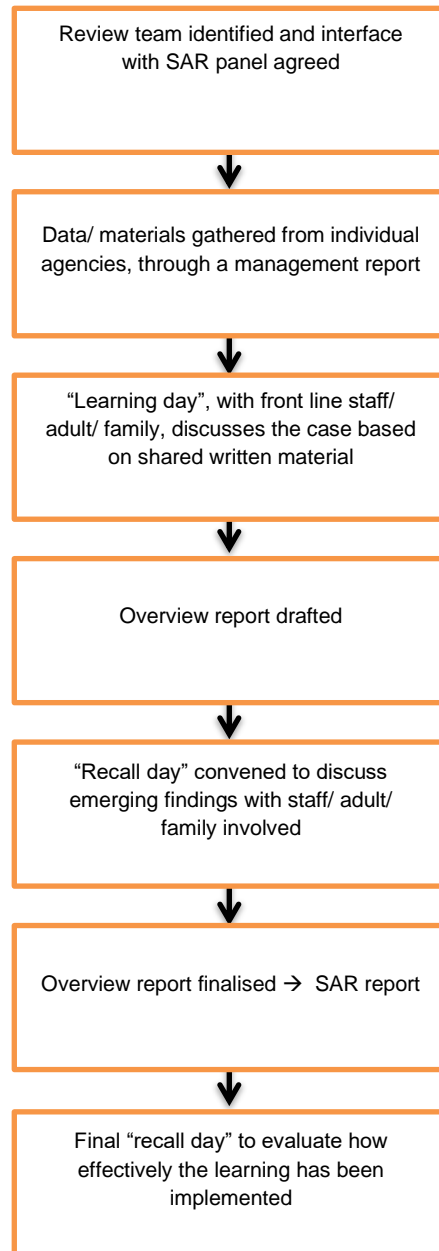 Review team identified and interface
with SAR panel agreed
Data/ materials gathered from individual
agencies, through a management report
“Learning day”, with front line staff/
adult/ family, discusses the case based
on shared written material
Overview report drafted
“Recall day” convened to discuss
emerging findings with staff/ adult/
family involved
Overview report finalised → SAR report
Final “recall day” to evaluate how
effectively the learning has been
implemented